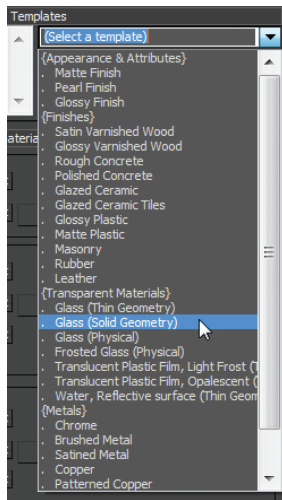 Templates
(Select a template)
{Appearance & Attributes}
. Matte Finish
. Pearl Finish
. Glossy Finish
{Finishes}
. Satin Varnished Wood
. Glossy Varnished Wood
. Rough Concrete
. Polished Concrete
. Glazed Ceramic
. Glazed Ceramic Tiles
. Glossy Plastic
. Matte Plastic
. Masonry
. Rubber
. Leather
{Transparent Materials}
. Glass (Thin Geometry)
. Glass (Solid Geometry)
. Glass (Physical)
. Frosted Glass (Physical)
. Translucent Plastic Film, Light Frost (T
. Translucent Plastic Film, Opalescent (
. Water, Reflective surface (Thin Geom
{Metals}
. Chrome
. Brushed Metal
. Satined Metal
. Copper
. Patterned Copper